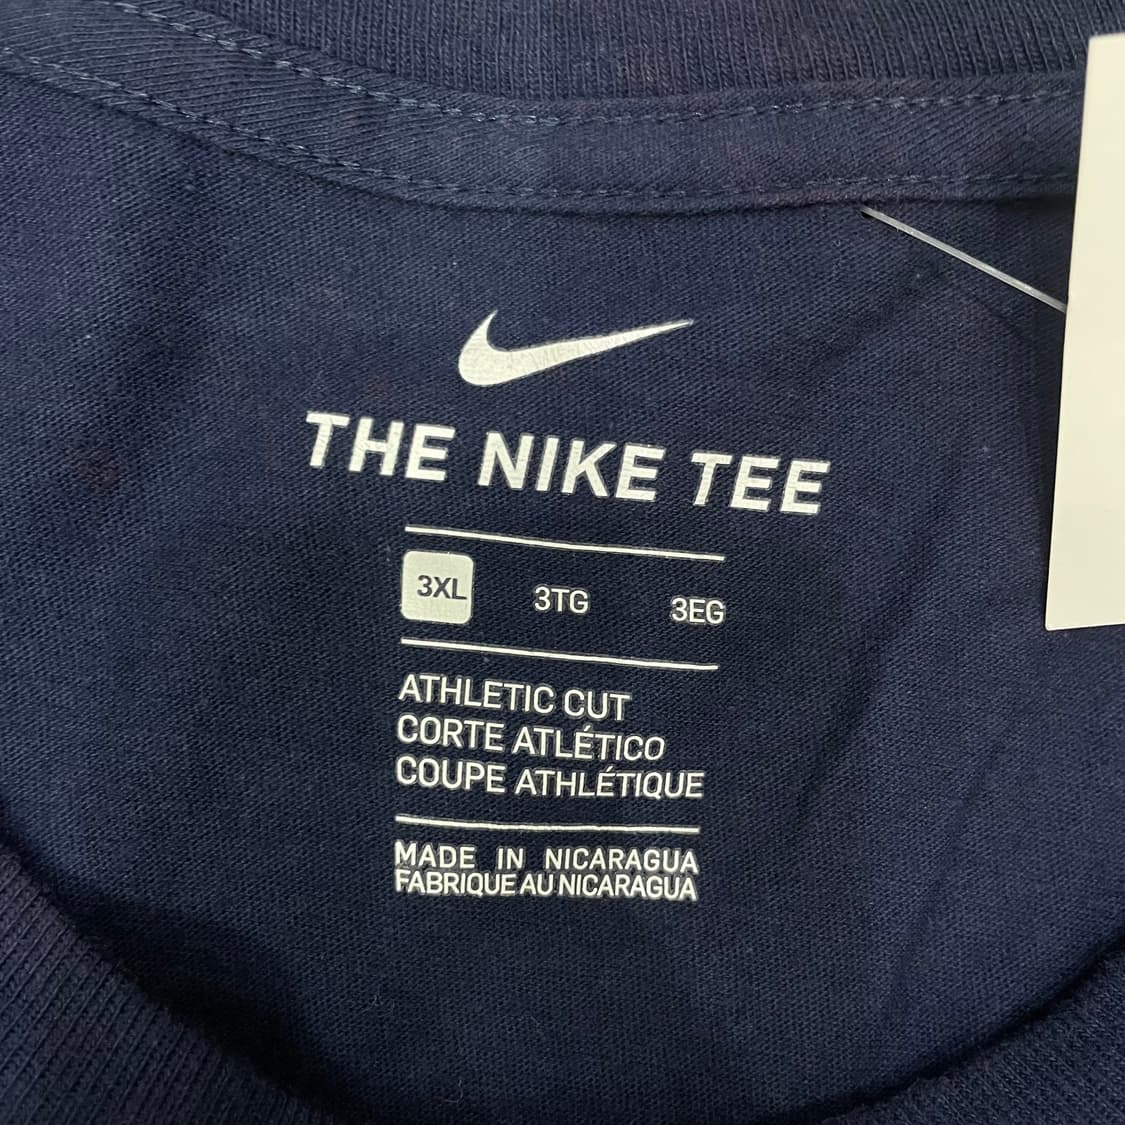 THE NIKE TEE
3XL 3TG 3EG
ATHLETIC CUT
CORTE ATLÉTICO
COUPE ATHLÉTIQUE
MADE IN NICARAGUA
FABRIQUE AU NICARAGUA